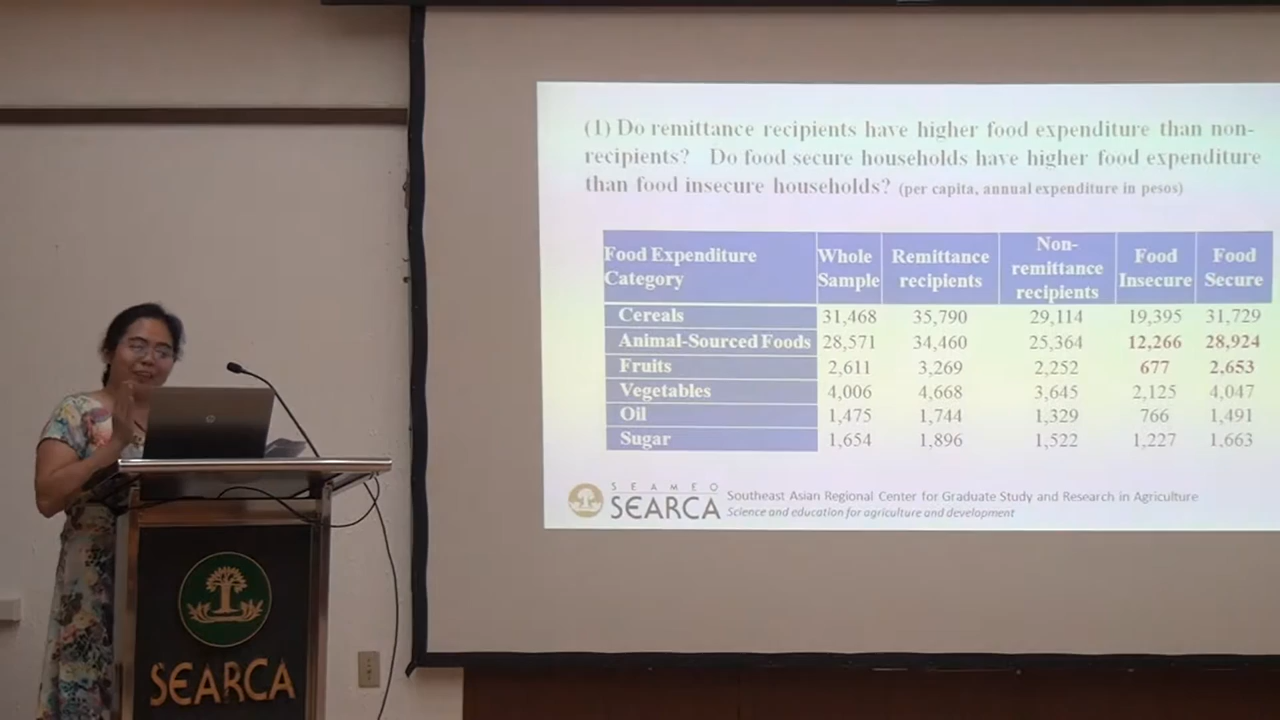 (1) Do remittance recipients have higher food expenditure than non-
recipients? Do food secure households have higher food expenditure
than food insecure households? (per capita, annual expenditure in pesos)
Food Expenditure Category Whole Sample Remittance recipients Non-remittance recipients Food Insecure Food Secure
Cereals 31,468 35,790 29,114 19,395 31,729
Animal-Sourced Foods 28,571 34,460 25,364 12,266 28,924
Fruits 2,611 3,269 2,252 677 2,653
Vegetables 4,006 4,668 3,645 2,125 4,047
Oil 1,475 1,744 1,329 766 1,491
Sugar 1,654 1,896 1,522 1,227 1,663
SEAMEO
SEARCA
Southeast Asian Regional Center for Graduate Study and Research in Agriculture
Science and education for agriculture and development
hp
SEARCA